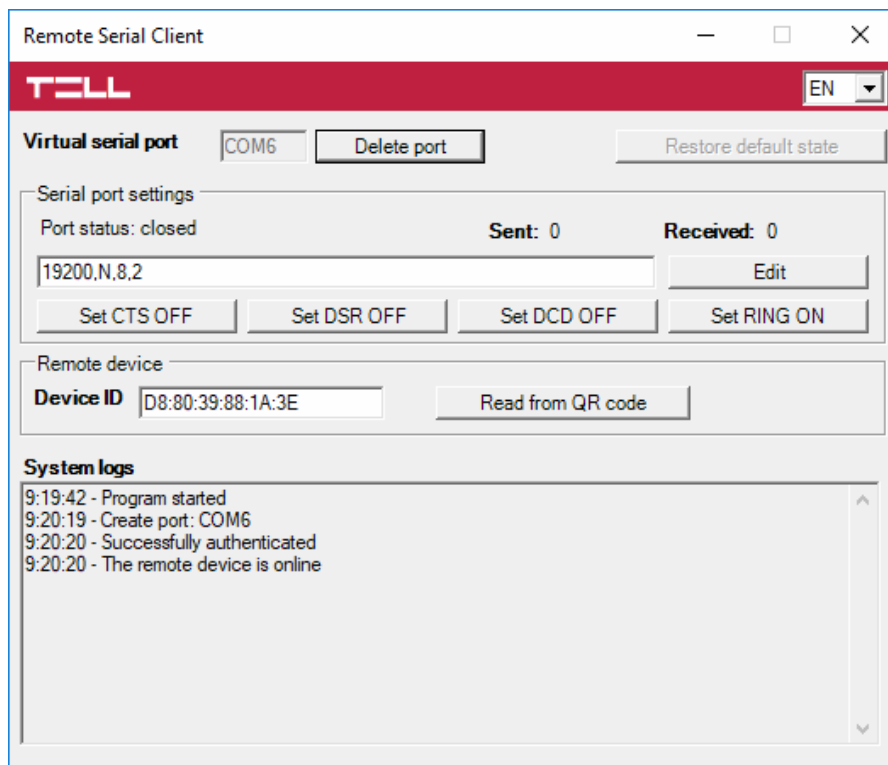 Remote Serial Client
TELL
EN
Virtual serial port COM6 Delete port Restore default state
Serial port settings
Port status: closed Sent: 0 Received: 0
19200,N,8,2 Edit
Set CTS OFF Set DSR OFF Set DCD OFF Set RING ON
Remote device
Device ID D8:80:39:88:1A:3E Read from QR code
System logs
9:19:42 - Program started
9:20:19 - Create port: COM6
9:20:20 - Successfully authenticated
9:20:20 - The remote device is online